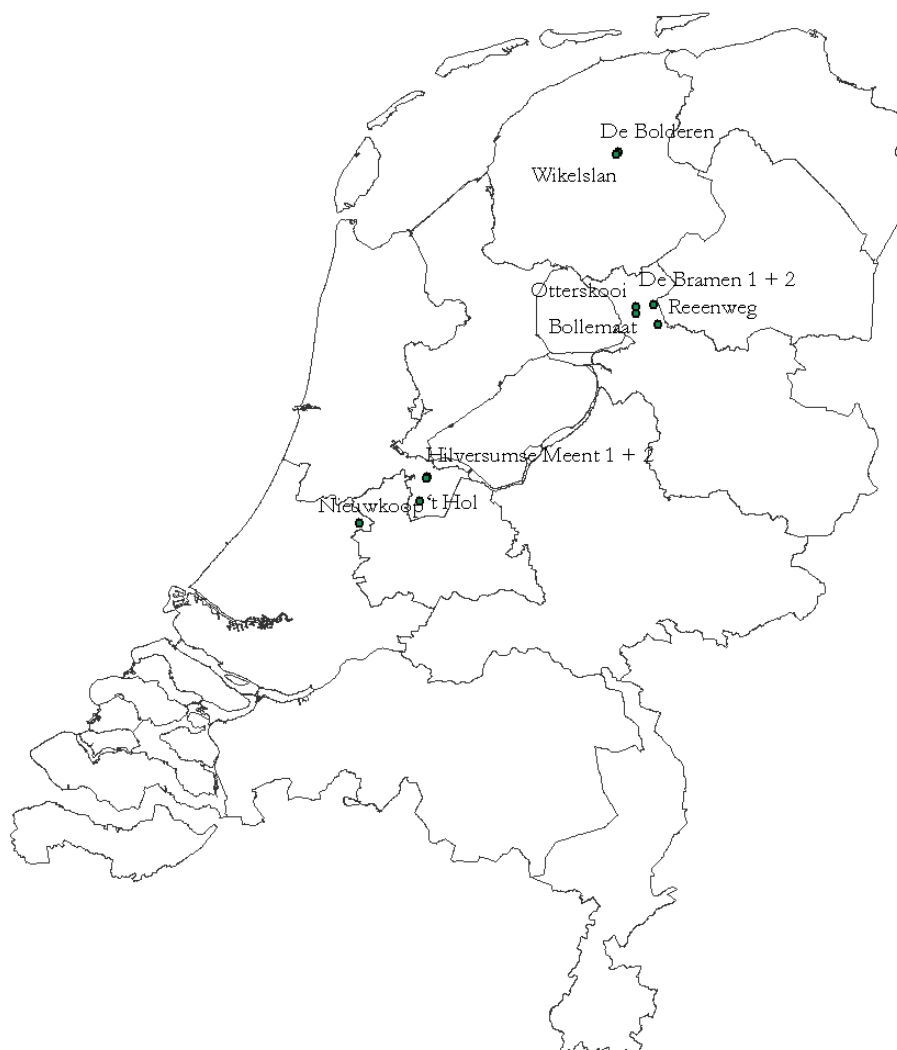 De Bolderen
Wikelslan
De Bramen 1 + 2
Otterskooi
Reeenweg
Bollemaat
Hilversumse Meent 1 + 2
Nieuwkoop
't Hol